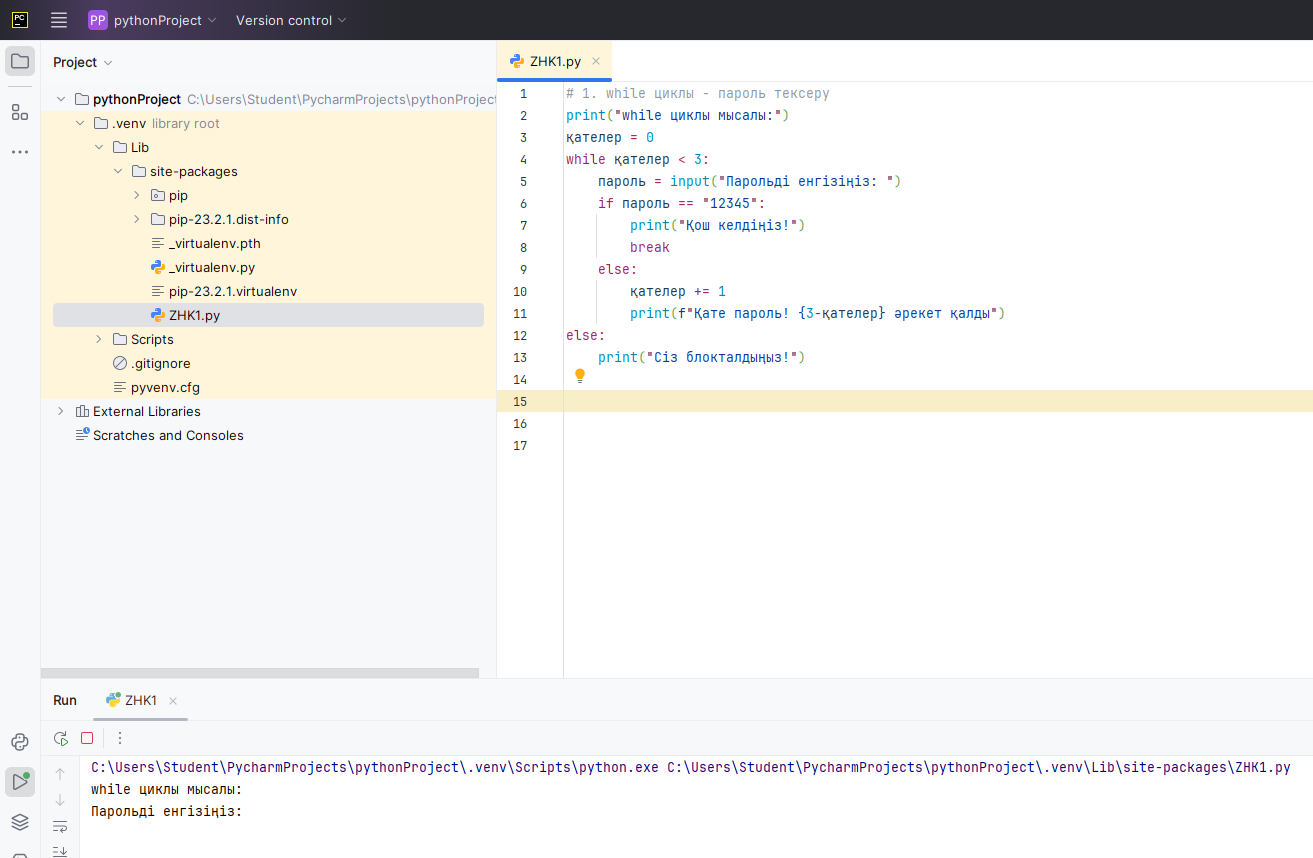 PC
PP pythonProject Version control
Project
ZHK1.py
pythonProject C:\Users\Student\PycharmProjects\pythonProject
.venv library root
Lib
site-packages
pip
pip-23.2.1.dist-info
_virtualenv.pth
_virtualenv.py
pip-23.2.1.virtualenv
ZHK1.py
Scripts
.gitignore
pyvenv.cfg
External Libraries
Scratches and Consoles
1 # 1. while циклы - пароль тексеру
2 print("while циклы мысалы:")
3 қателер = 0
4 while қателер < 3:
5 пароль = input("Парольді енгізіңіз: ")
6 if пароль == "12345":
7 print("Қош келдіңіз!")
8 break
9 else:
10 қателер += 1
11 print(f"Қате пароль! {3-қателер} әрекет қалды")
12 else:
13 print("Сіз блокталдыңыз!")
14
15
16
17
Run ZHK1
C:\Users\Student\PycharmProjects\pythonProject\.venv\Scripts\python.exe C:\Users\Student\PycharmProjects\pythonProject\.venv\Lib\site-packages\ZHK1.py
while циклы мысалы:
Парольді енгізіңіз: